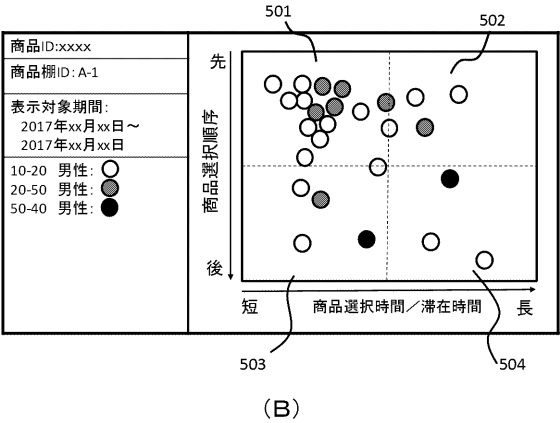 501
502
商品ID:xxxx
商品棚ID：A-1
表示対象期間：
2017年xx月xx日～
2017年xx月xx日
10-20 男性：
20-50 男性：
50-40 男性：
先
商品選択順序
後
短
商品選択時間／滞在時間
長
503
504
（B）